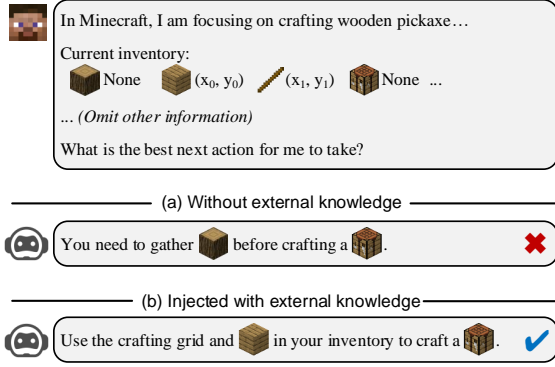 In Minecraft, I am focusing on crafting wooden pickaxe…
Current inventory:
None (x₀, y₀) (x₁, y₁) None ...
... (Omit other information)
What is the best next action for me to take?
(a) Without external knowledge
You need to gather before crafting a .
(b) Injected with external knowledge
Use the crafting grid and in your inventory to craft a .